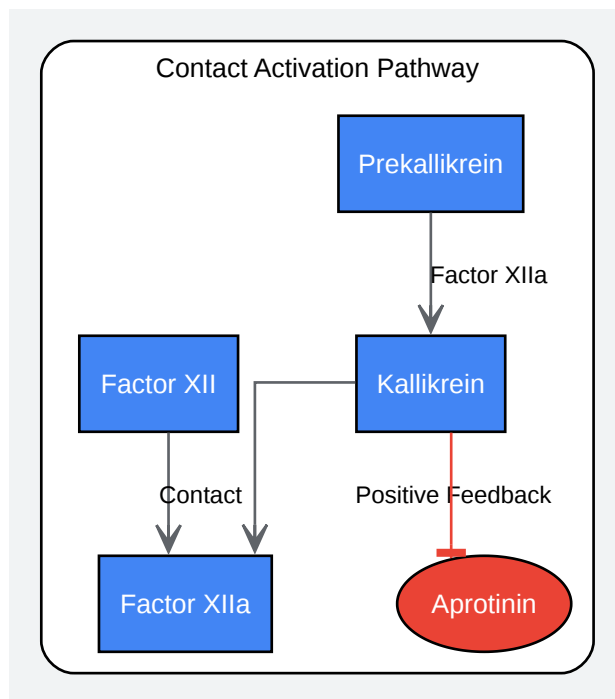 Contact Activation Pathway
Prekallikrein
Factor XIIa
Factor XII
Kallikrein
Contact
Positive Feedback
Factor XIIa
Aprotinin